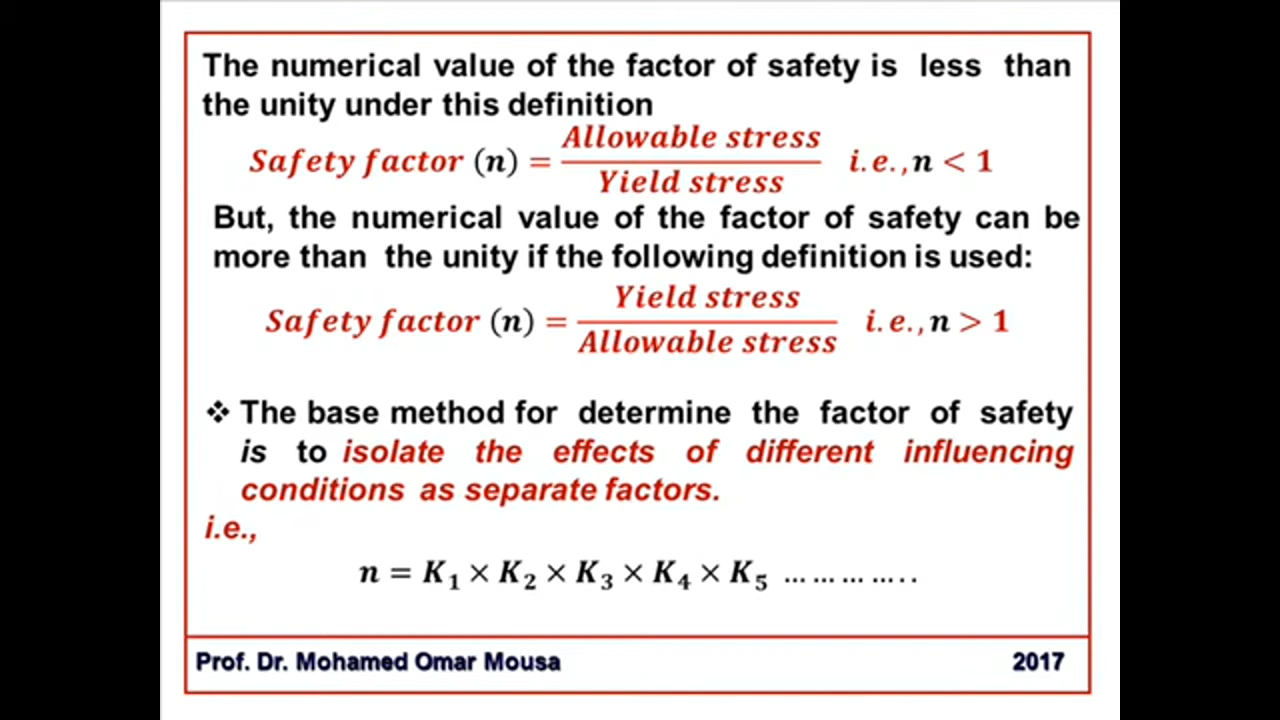 The numerical value of the factor of safety is less than
the unity under this definition
Safety factor (n) = Allowable stress / Yield stress i.e., n < 1
But, the numerical value of the factor of safety can be
more than the unity if the following definition is used:
Safety factor (n) = Yield stress / Allowable stress i.e., n > 1
❖ The base method for determine the factor of safety
is to isolate the effects of different influencing
conditions as separate factors.
i.e.,
n = K₁ × K₂ × K₃ × K₄ × K₅ ... ... ... ... . .
Prof. Dr. Mohamed Omar Mousa 2017